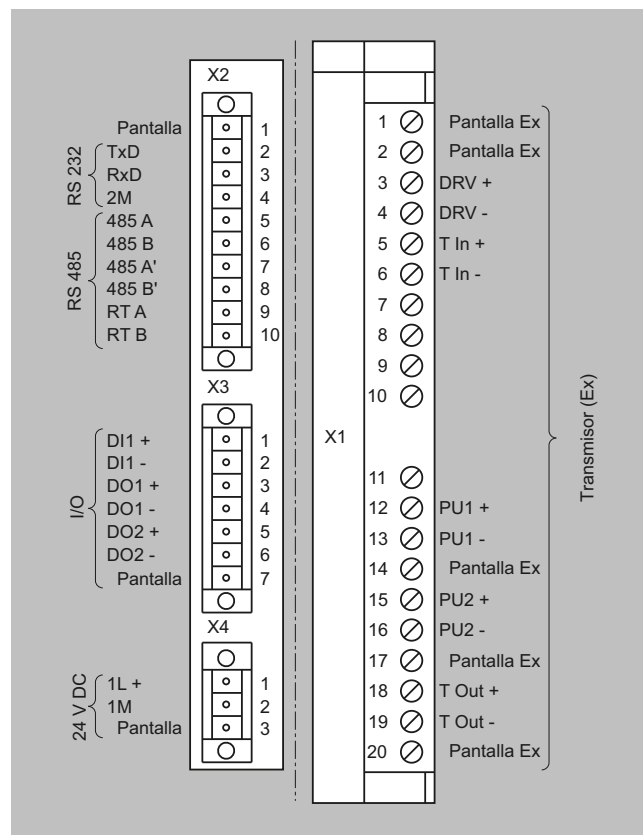 X2
Pantalla 1
TxD 2
RxD 3
2M 4
RS 232
485 A 5
485 B 6
485 A' 7
485 B' 8
RT A 9
RT B 10
RS 485
X3
DI1 + 1
DI1 - 2
DO1 + 3
DO1 - 4
DO2 + 5
DO2 - 6
I/O
Pantalla 7
X4
1L + 1
1M 2
Pantalla 3
24 V DC
X1
1 Pantalla Ex
2 Pantalla Ex
3 DRV +
4 DRV -
5 T In +
6 T In -
7
8
9
10
11
12 PU1 +
13 PU1 -
14 Pantalla Ex
15 PU2 +
16 PU2 -
17 Pantalla Ex
18 T Out +
19 T Out -
20 Pantalla Ex
Transmisor (Ex)